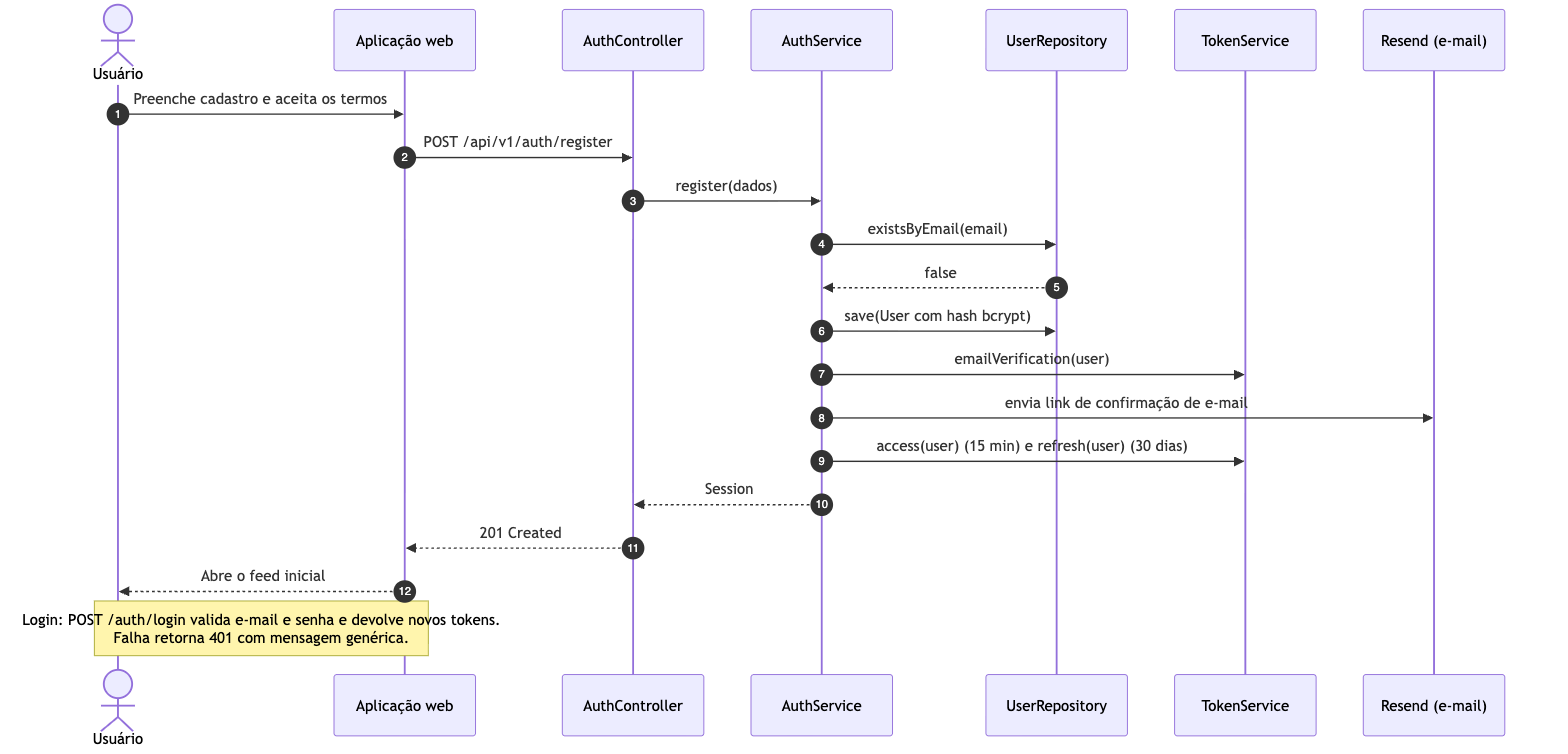 Usuário
Aplicação web
AuthController
AuthService
UserRepository
TokenService
Resend (e-mail)
1
Preenche cadastro e aceita os termos
2
POST /api/v1/auth/register
3
register(dados)
4
existsByEmail(email)
false
5
6
save(User com hash bcrypt)
7
emailVerification(user)
8
envia link de confirmação de e-mail
9
access(user) (15 min) e refresh(user) (30 dias)
Session
10
201 Created
11
Abre o feed inicial
12
Login: POST /auth/login valida e-mail e senha e devolve novos tokens.
Falha retorna 401 com mensagem genérica.
Usuário
Aplicação web
AuthController
AuthService
UserRepository
TokenService
Resend (e-mail)